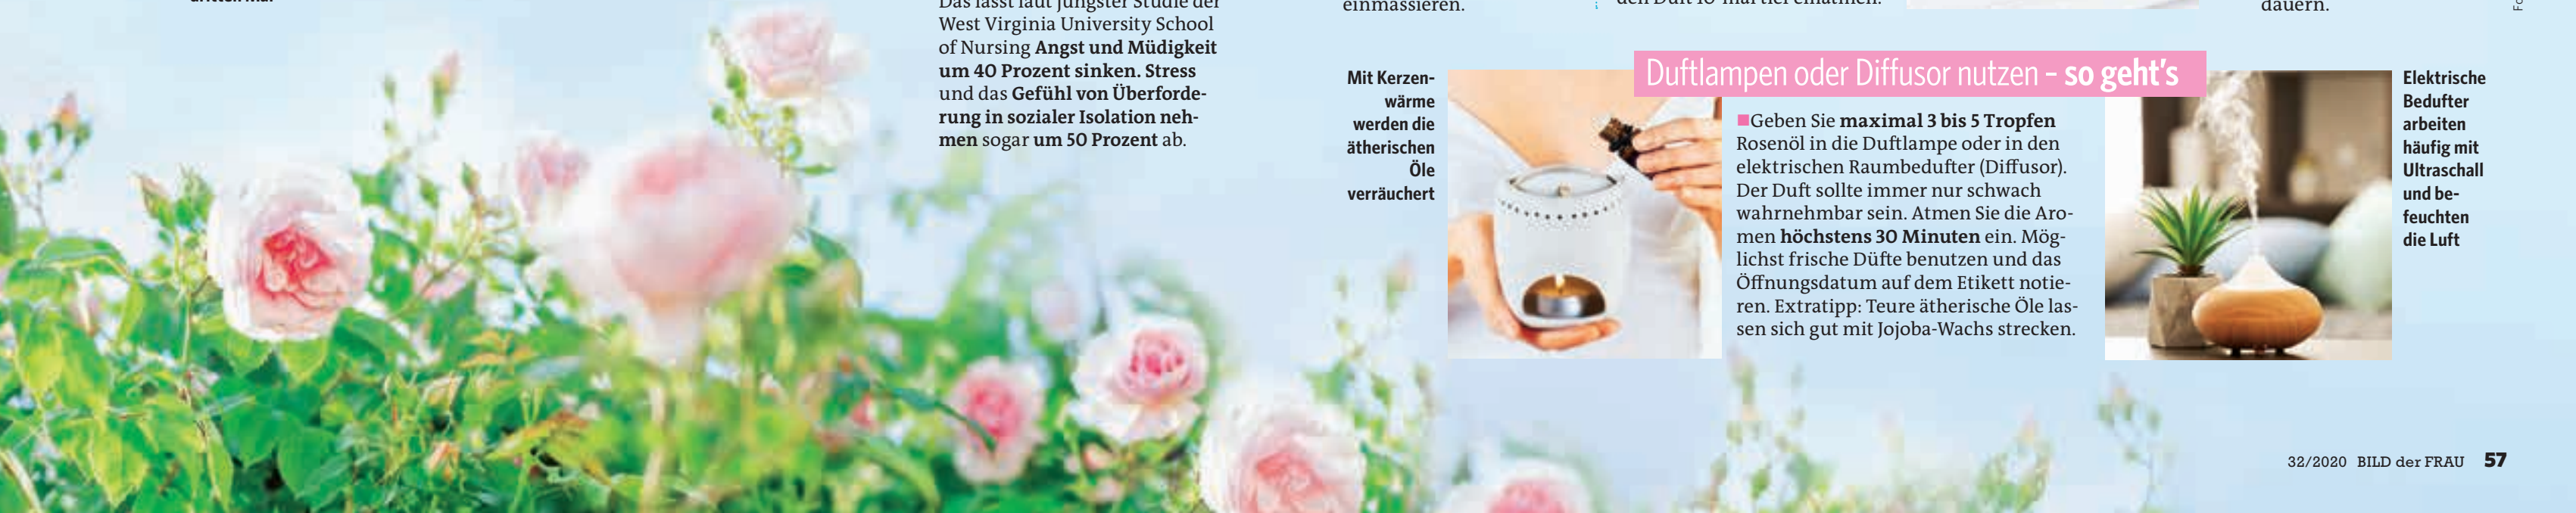 Das lässt laut jüngster Studie der
West Virginia University School
of Nursing Angst und Müdigkeit
um 40 Prozent sinken. Stress
und das Gefühl von Überforde-
rung in sozialer Isolation neh-
men sogar um 50 Prozent ab.
einmassieren.
dauern.
Mit Kerzen-
wärme
werden die
ätherischen
Öle
verräuchert
Duftlampen oder Diffusor nutzen – so geht’s
Geben Sie maximal 3 bis 5 Tropfen
Rosenöl in die Duftlampe oder in den
elektrischen Raumbedufter (Diffusor).
Der Duft sollte immer nur schwach
wahrnehmbar sein. Atmen Sie die Aro-
men höchstens 30 Minuten ein. Mög-
lichst frische Düfte benutzen und das
Öffnungsdatum auf dem Etikett notie-
ren. Extratipp: Teure ätherische Öle las-
sen sich gut mit Jojoba-Wachs strecken.
Elektrische
Bedufter
arbeiten
häufig mit
Ultraschall
und be-
feuchten
die Luft
32/2020 BILD der FRAU 57